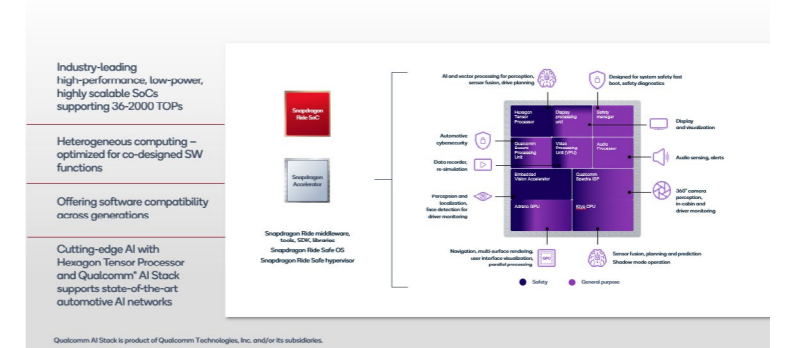 Industry-leading
high-performance, low-power,
highly scalable SoCs
supporting 36-2000 TOPs
Heterogeneous computing –
optimized for co-designed SW
functions
Offering software compatibility
across generations
Cutting-edge AI with
Hexagon Tensor Processor
and Qualcomm® AI Stack
supports state-of-the-art
automotive AI networks
Snapdragon
Ride SoC
Snapdragon
Accelerator
Snapdragon Ride middleware,
tools, SDK, libraries
Snapdragon Ride Safe OS
Snapdragon Ride Safe hypervisor
AI and vector processing for perception,
sensor fusion, drive planning
Designed for system safety fast
boot, safety diagnostics
Automotive
cybersecurity
Data recorder,
re-simulation
Perception and
localization,
face detection for
driver monitoring
Hexagon
Tensor
Processor
Display
processing
unit
Safety
manager
Qualcomm
Secure
Processing
Unit
Video
Processing
Unit (VPU)
Audio
Processor
Embedded
Vision Accelerator
Qualcomm
Spectra ISP
Adreno GPU
Kryo CPU
Display
and visualization
Audio sensing, alerts
360° camera
perception,
in-cabin and
driver monitoring
Navigation, multi-surface rendering,
user interface visualization,
parallel processing
GPU
Sensor fusion, planning and prediction
Shadow mode operation
Safety
General purpose
Qualcomm AI Stack is product of Qualcomm Technologies, Inc. and/or its subsidiaries.